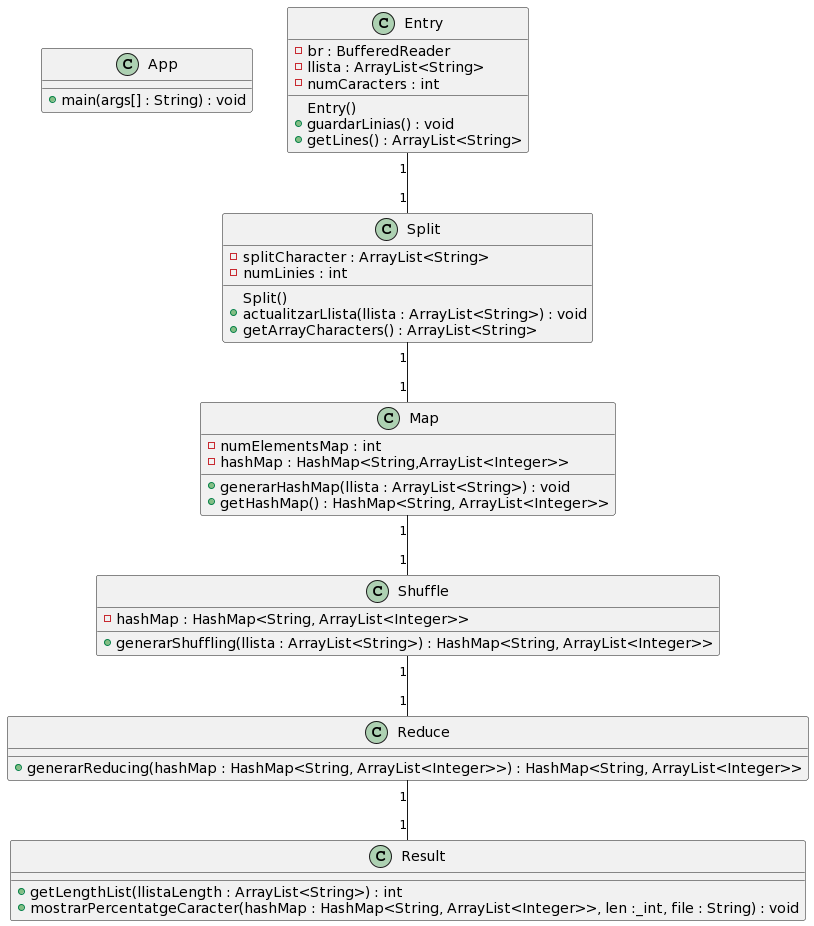 C App
+ main(args[] : String) : void
C Entry
br : BufferedReader
llista : ArrayList<String>
numCaracters : int
Entry()
guardarLinias() : void
getLines() : ArrayList<String>
1
1
C Split
splitCharacter : ArrayList<String>
numLinies : int
Split()
actualitzarLlista(llista : ArrayList<String>) : void
getArrayCharacters() : ArrayList<String>
1
1
C Map
numElementsMap : int
hashMap : HashMap<String,ArrayList<Integer>>
generarHashMap(llista : ArrayList<String>) : void
getHashMap() : HashMap<String, ArrayList<Integer>>
1
1
C Shuffle
hashMap : HashMap<String, ArrayList<Integer>>
generarShuffling(llista : ArrayList<String>) : HashMap<String, ArrayList<Integer>>
1
1
C Reduce
generarReducing(hashMap : HashMap<String, ArrayList<Integer>>) : HashMap<String, ArrayList<Integer>>
1
1
C Result
getLengthList(llistaLength : ArrayList<String>) : int
mostrarPercentatgeCaracter(hashMap : HashMap<String, ArrayList<Integer>>, len :_int, file : String) : void